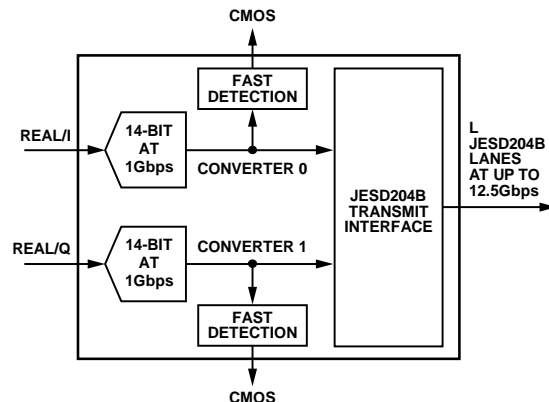 CMOS
FAST
DETECTION
14-BIT
AT
1Gbps
REAL/I
CONVERTER 0
L
JESD204B
LANES
AT UP TO
12.5Gbps
JESD204B
TRANSMIT
INTERFACE
REAL/Q
14-BIT
AT
1Gbps
CONVERTER 1
FAST
DETECTION
CMOS